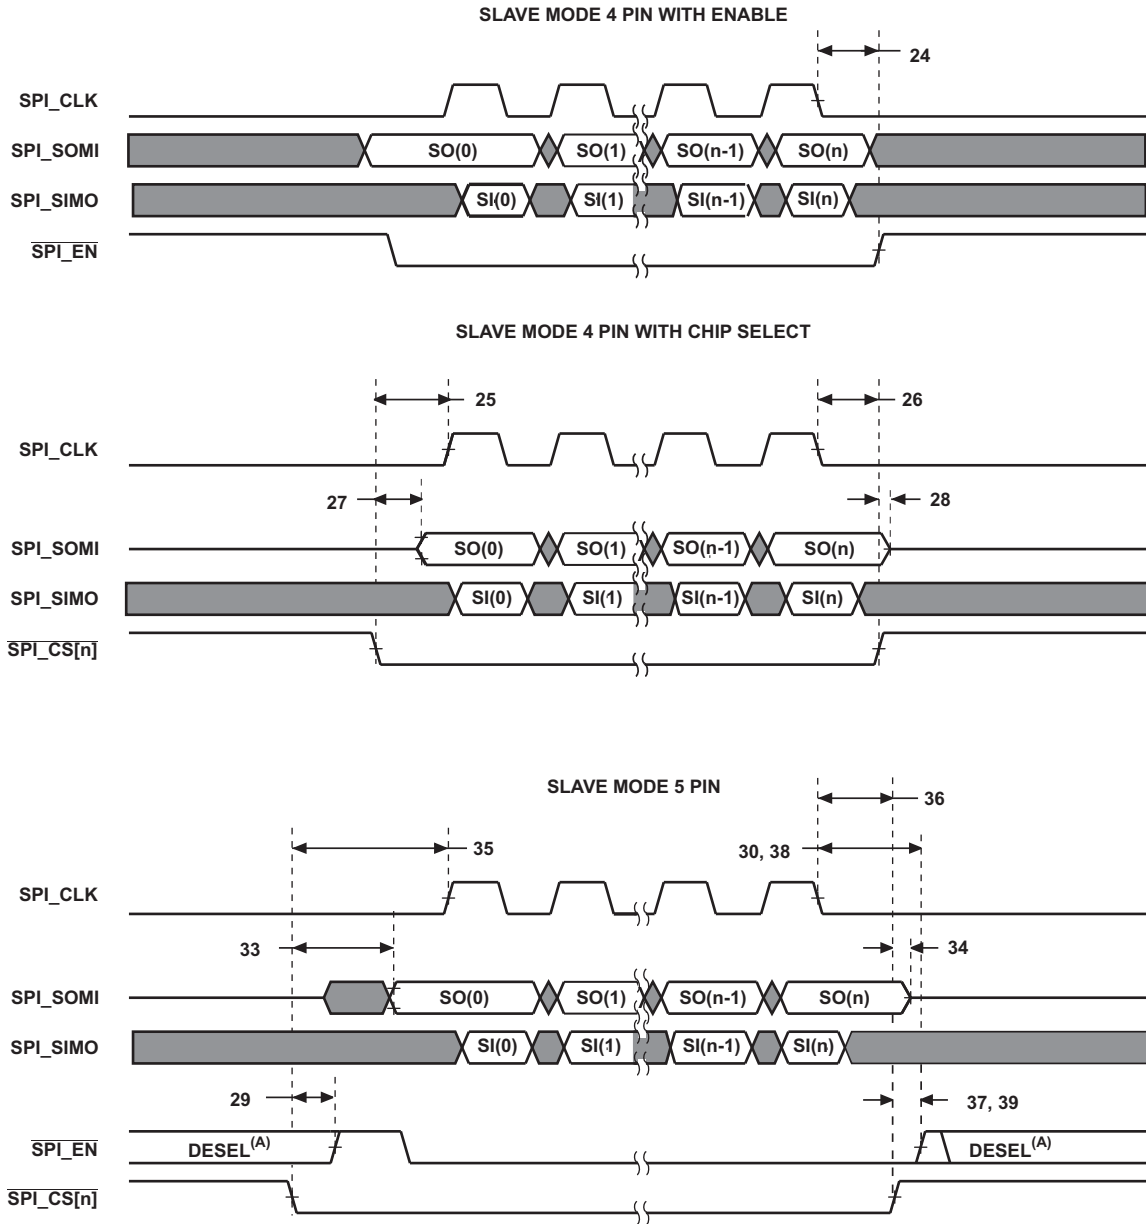 SLAVE MODE 4 PIN WITH ENABLE
24
SPI_CLK
SPI_SOMI SO(0) SO(1) SO(n-1) SO(n)
SPI_SIMO SI(0) SI(1) SI(n-1) SI(n)
SPI_EN
SLAVE MODE 4 PIN WITH CHIP SELECT
25 26
SPI_CLK
27 28
SPI_SOMI SO(0) SO(1) SO(n-1) SO(n)
SPI_SIMO SI(0) SI(1) SI(n-1) SI(n)
SPI_CS[n]
SLAVE MODE 5 PIN
36
35 30, 38
SPI_CLK
33 34
SPI_SOMI SO(0) SO(1) SO(n-1) SO(n)
SPI_SIMO SI(0) SI(1) SI(n-1) SI(n)
29 37, 39
SPI_EN DESEL(A) DESEL(A)
SPI_CS[n]